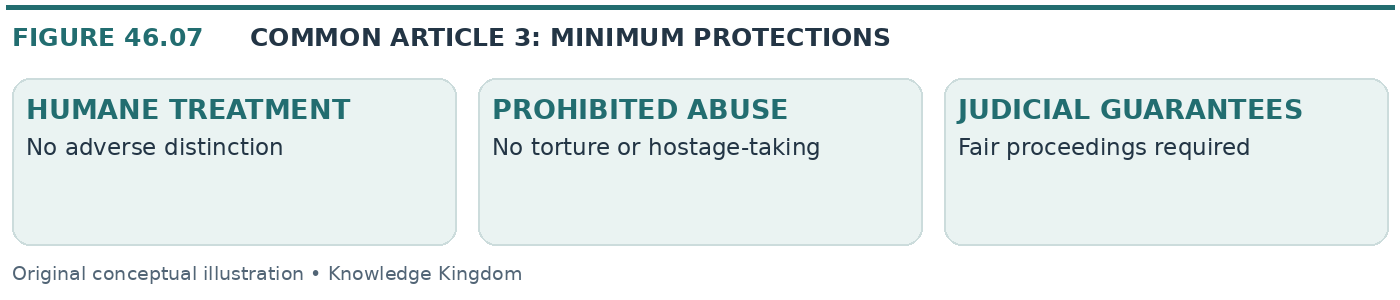 FIGURE 46.07 COMMON ARTICLE 3: MINIMUM PROTECTIONS
HUMANE TREATMENT
No adverse distinction
PROHIBITED ABUSE
No torture or hostage-taking
JUDICIAL GUARANTEES
Fair proceedings required
Original conceptual illustration • Knowledge Kingdom